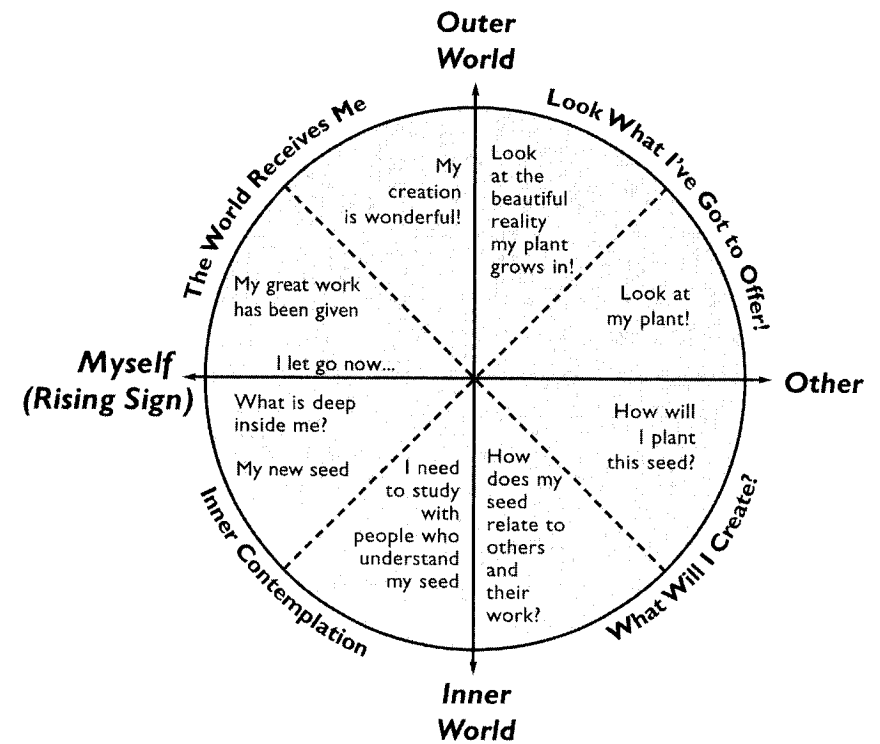 Outer
World
The World Receives Me
Look What I've Got to Offer!
My
creation
is wonderful!
Look
at the
beautiful
reality
my plant
grows in!
My great work
has been given
Look at
my plant!
I let go now...
Myself
(Rising Sign)
Other
What is deep
inside me?
My new seed
How will
I plant
this seed?
I need
to study
with
people who
understand
my seed
How
does my
seed
relate to
others
and
their
work?
Inner Contemplation
What Will I Create?
Inner
World